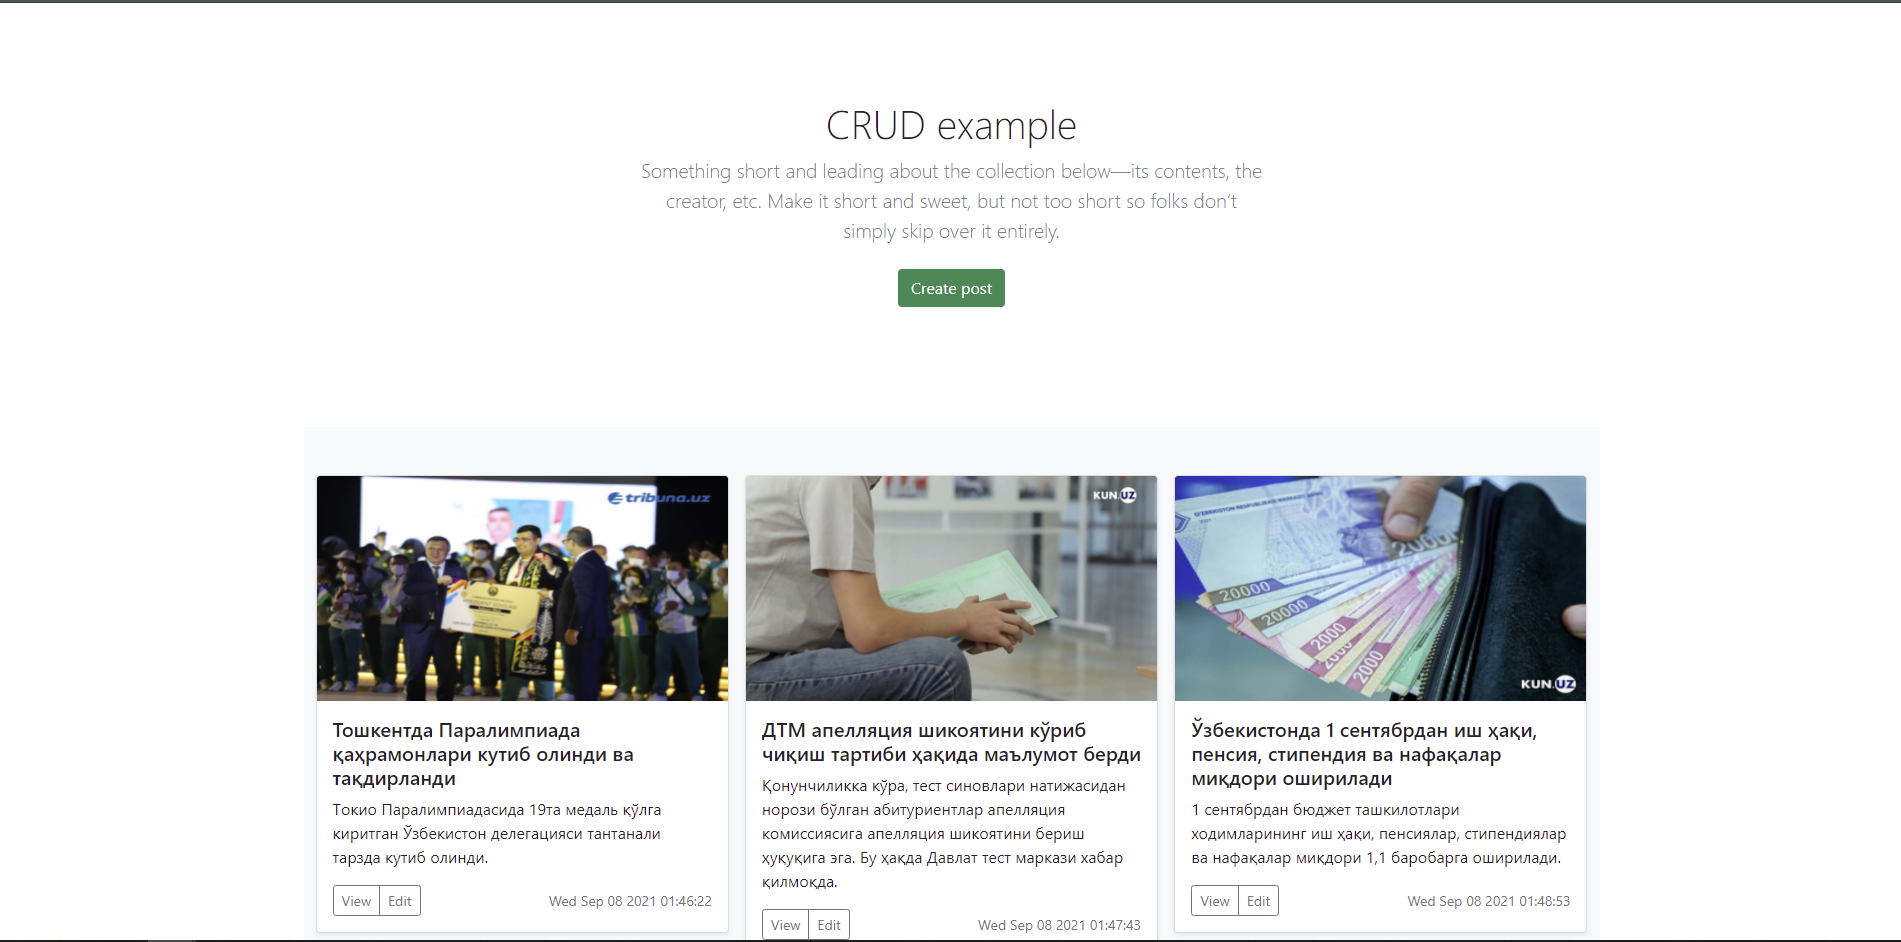 CRUD example
Something short and leading about the collection below—its contents, the
creator, etc. Make it short and sweet, but not too short so folks don’t
simply skip over it entirely.
Create post
tribuna.uz
Тошкентда Паралимпиада
қаҳрамонлари кутиб олинди ва
тақдирланди
Токио Паралимпиадасида 19та медаль қўлга
киритган Ўзбекистон делегацияси тантанали
тарзда кутиб олинди.
View Edit Wed Sep 08 2021 01:46:22
KUN.UZ
ДТМ апелляция шикоятини кўриб
чиқиш тартиби ҳақида маълумот берди
Қонунчиликка кўра, тест синовлари натижасидан
норози бўлган абитуриентлар апелляция
комиссиясига апелляция шикоятини бериш
ҳуқуқига эга. Бу ҳақда Давлат тест маркази хабар
қилмоқда.
View Edit Wed Sep 08 2021 01:47:43
20000
20000
20000
2000
2000
2000
KUN.UZ
Ўзбекистонда 1 сентябрдан иш ҳақи,
пенсия, стипендия ва нафақалар
миқдори оширилади
1 сентябрдан бюджет ташкилотлари
ходимларининг иш ҳақи, пенсиялар, стипендиялар
ва нафақалар миқдори 1,1 баробарга оширилади.
View Edit Wed Sep 08 2021 01:48:53